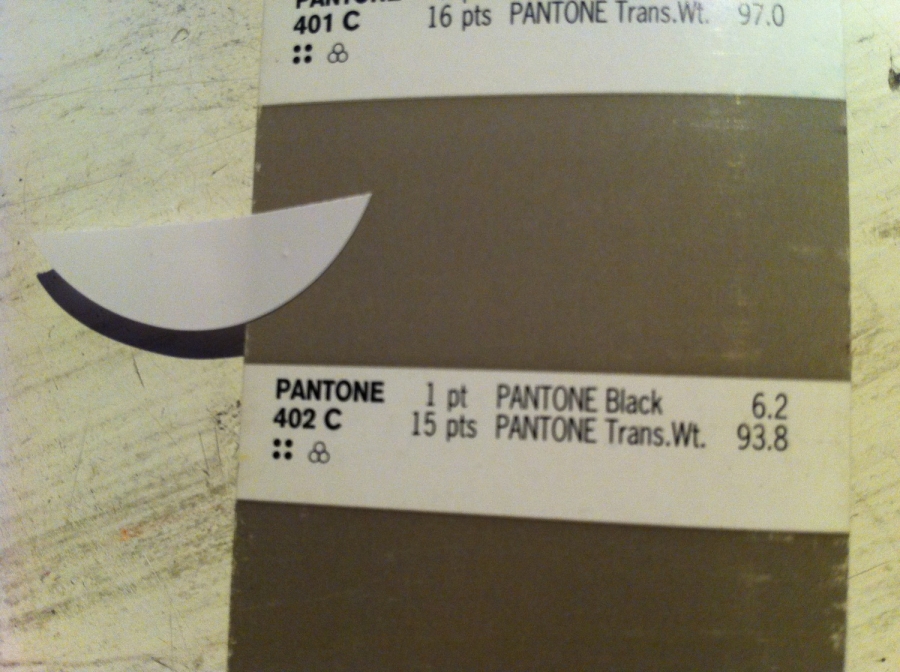 PANTONE
401 C
16 pts PANTONE Trans.Wt. 97.0
PANTONE
402 C
1 pt PANTONE Black 6.2
15 pts PANTONE Trans.Wt. 93.8